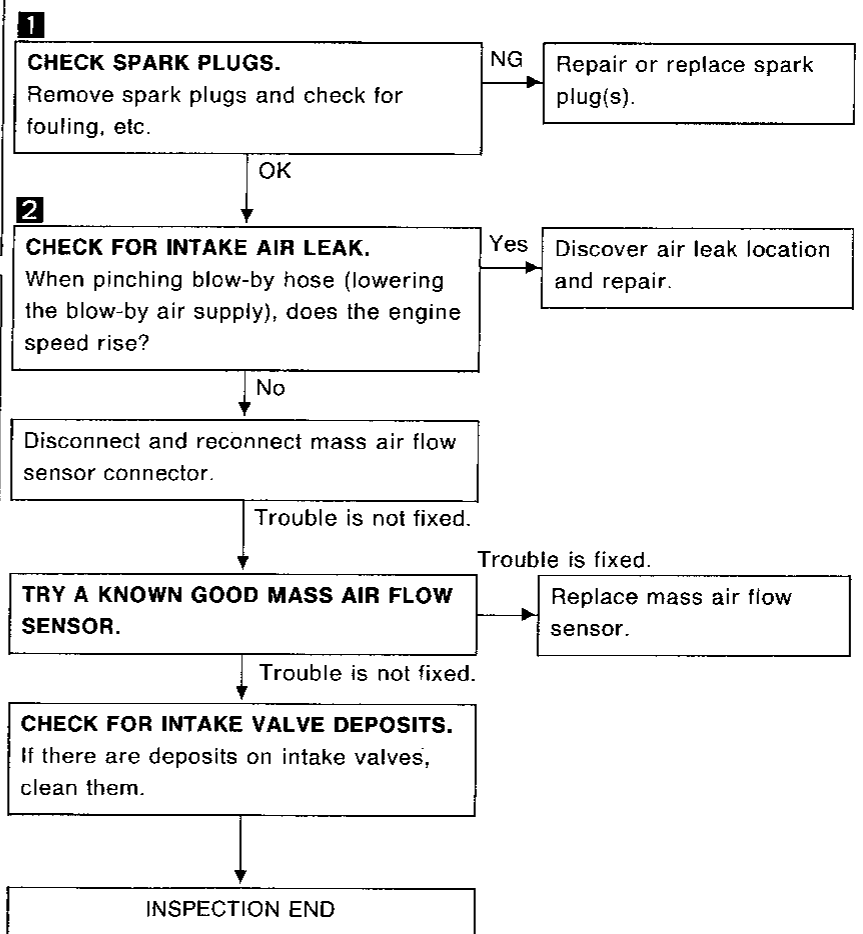 1
CHECK SPARK PLUGS.
Remove spark plugs and check for
fouling, etc.
NG
Repair or replace spark
plug(s).
OK
2
CHECK FOR INTAKE AIR LEAK.
When pinching blow-by hose (lowering
the blow-by air supply), does the engine
speed rise?
Yes
Discover air leak location
and repair.
No
Disconnect and reconnect mass air flow
sensor connector.
Trouble is not fixed.
TRY A KNOWN GOOD MASS AIR FLOW
SENSOR.
Trouble is fixed.
Replace mass air flow
sensor.
Trouble is not fixed.
CHECK FOR INTAKE VALVE DEPOSITS.
If there are deposits on intake valves,
clean them.
INSPECTION END